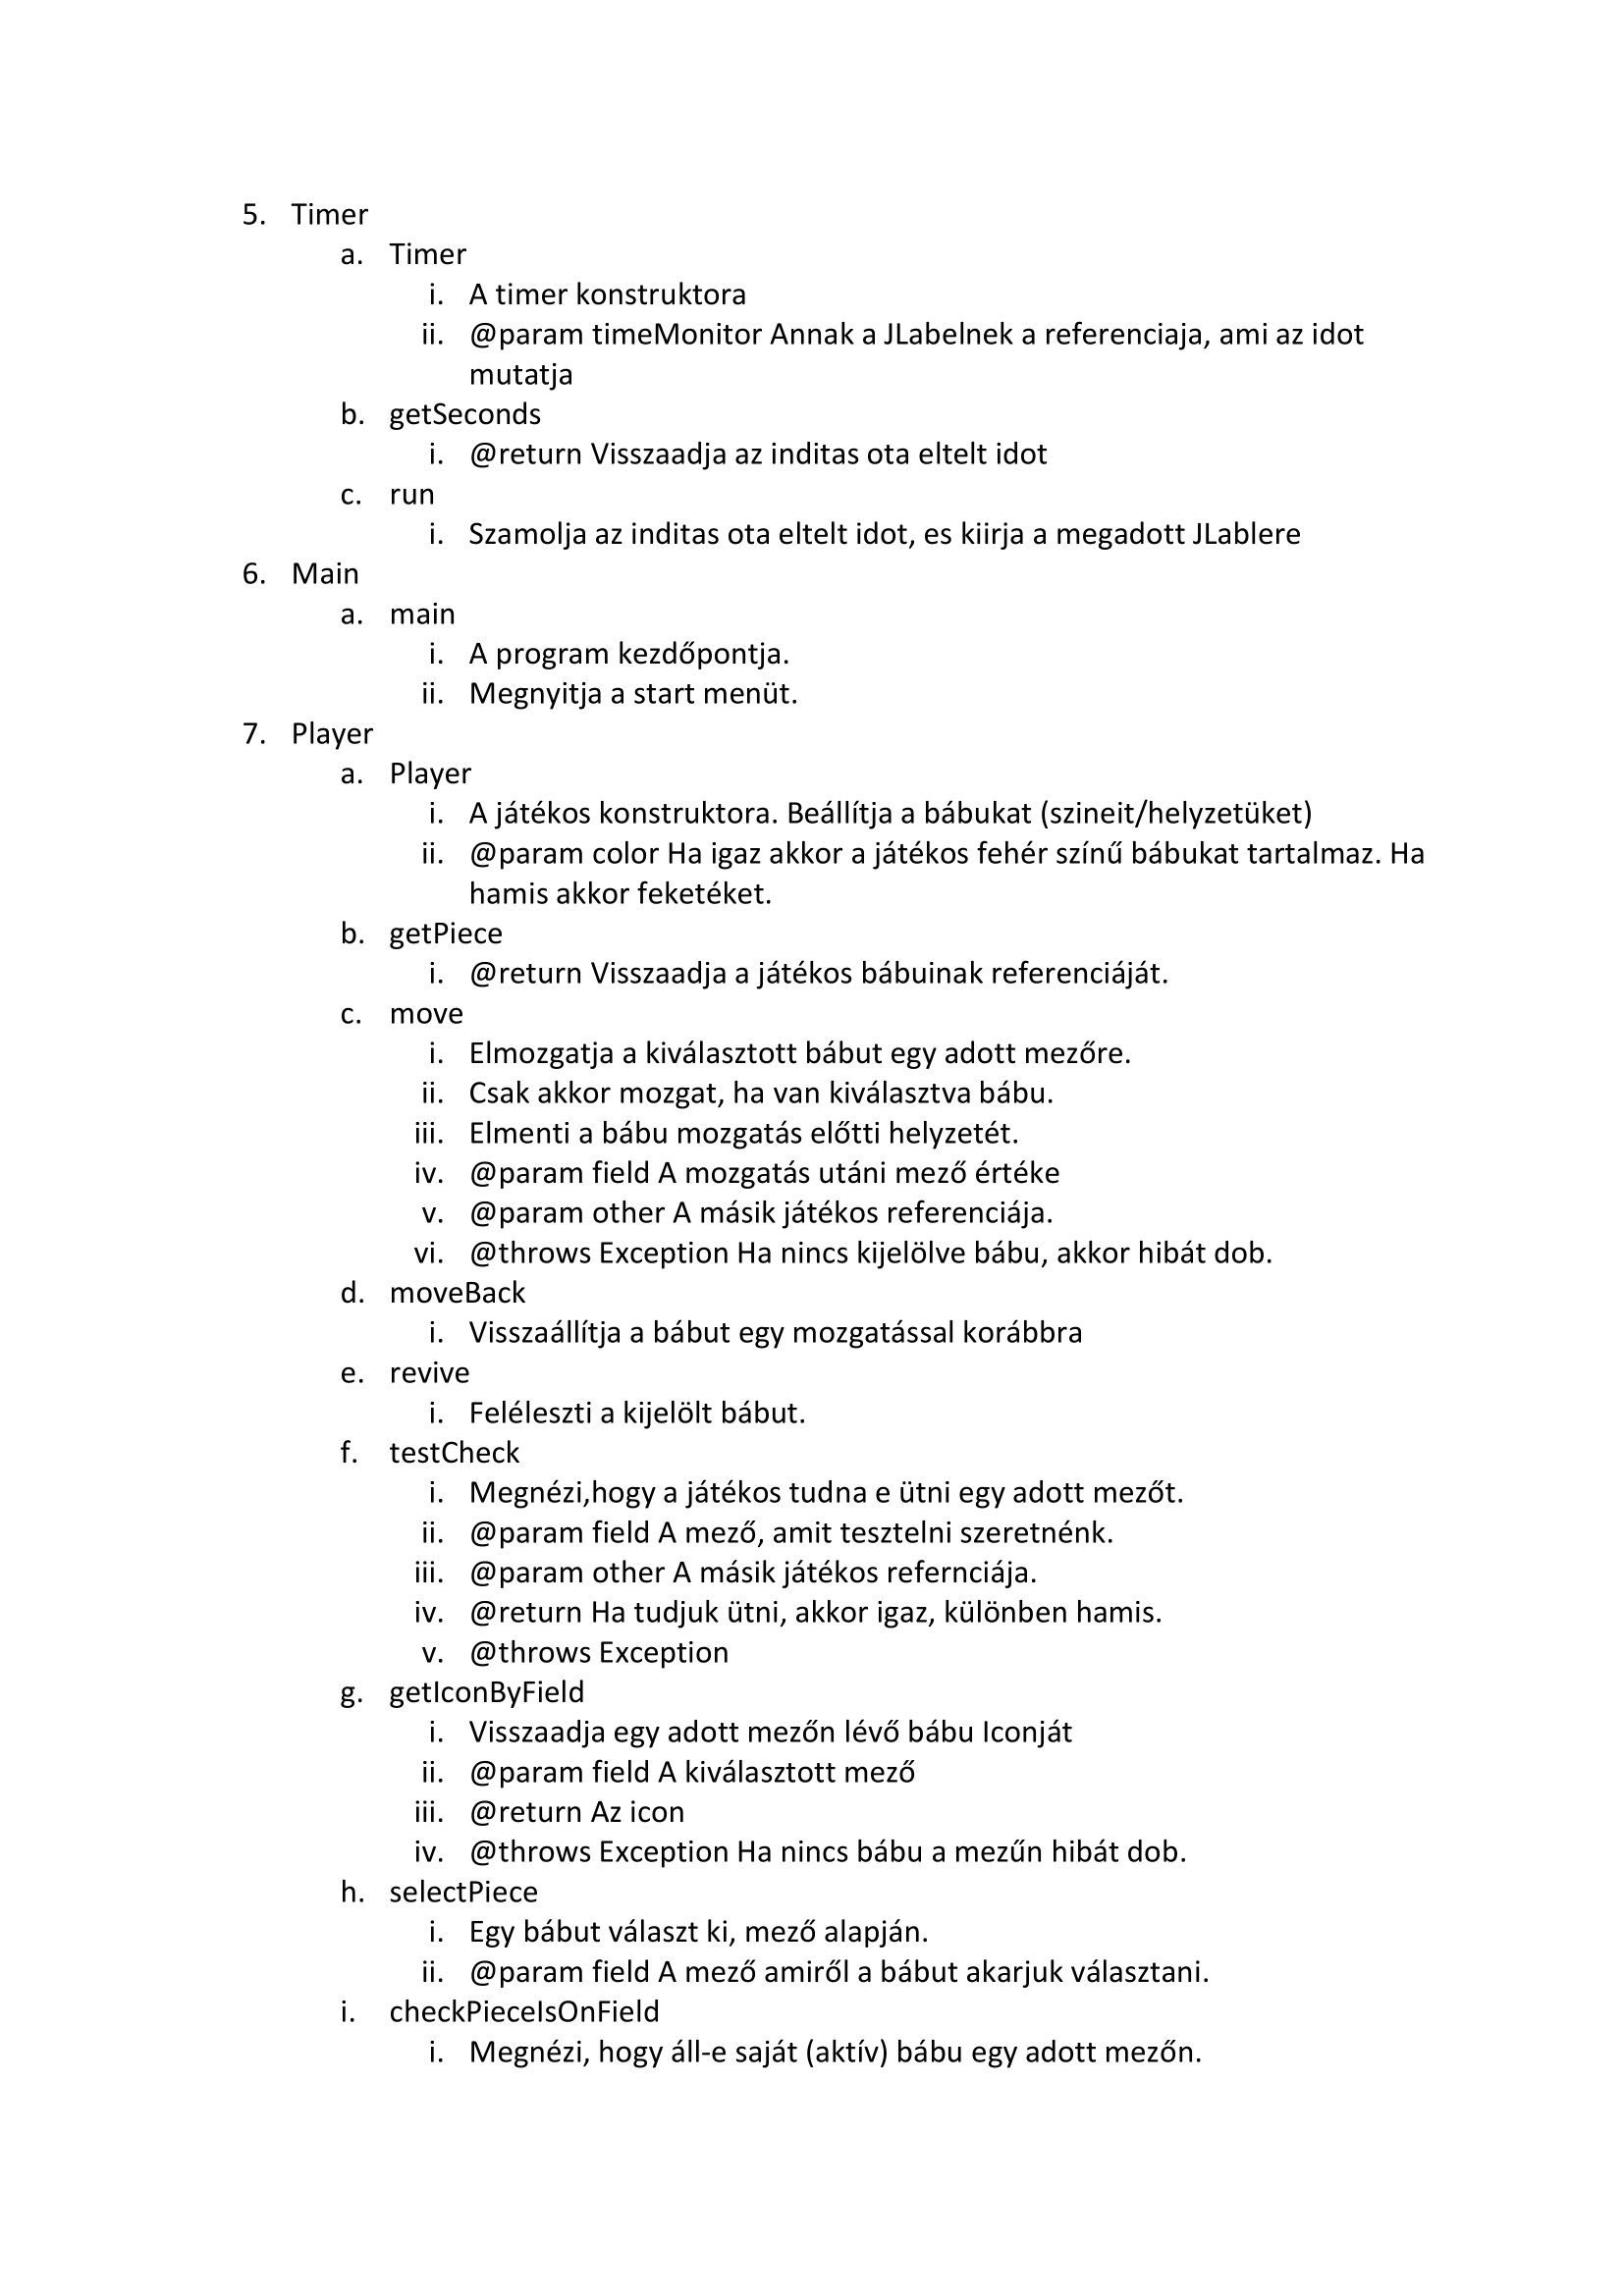 5. Timer
a. Timer
i. A timer konstruktora
ii. @param timeMonitor Annak a JLabelnek a referenciaja, ami az idot
mutatja
b. getSeconds
i. @return Visszaadja az inditas ota eltelt idot
c. run
i. Szamolja az inditas ota eltelt idot, es kiirja a megadott JLablere
6. Main
a. main
i. A program kezdőpontja.
ii. Megnyitja a start menüt.
7. Player
a. Player
i. A játékos konstruktora. Beállítja a bábukat (szineit/helyzetüket)
ii. @param color Ha igaz akkor a játékos fehér színű bábukat tartalmaz. Ha
hamis akkor feketéket.
b. getPiece
i. @return Visszaadja a játékos bábuinak referenciáját.
c. move
i. Elmozgatja a kiválasztott bábut egy adott mezőre.
ii. Csak akkor mozgat, ha van kiválasztva bábu.
iii. Elmenti a bábu mozgatás előtti helyzetét.
iv. @param field A mozgatás utáni mező értéke
v. @param other A másik játékos referenciája.
vi. @throws Exception Ha nincs kijelölve bábu, akkor hibát dob.
d. moveBack
i. Visszaállítja a bábut egy mozgatással korábbra
e. revive
i. Feléleszti a kijelölt bábut.
f. testCheck
i. Megnézi,hogy a játékos tudna e ütni egy adott mezőt.
ii. @param field A mező, amit tesztelni szeretnénk.
iii. @param other A másik játékos refernciája.
iv. @return Ha tudjuk ütni, akkor igaz, különben hamis.
v. @throws Exception
g. getIconByField
i. Visszaadja egy adott mezőn lévő bábu Iconját
ii. @param field A kiválasztott mező
iii. @return Az icon
iv. @throws Exception Ha nincs bábu a mezűn hibát dob.
h. selectPiece
i. Egy bábut választ ki, mező alapján.
ii. @param field A mező amiről a bábut akarjuk választani.
i. checkPieceIsOnField
i. Megnézi, hogy áll-e saját (aktív) bábu egy adott mezőn.